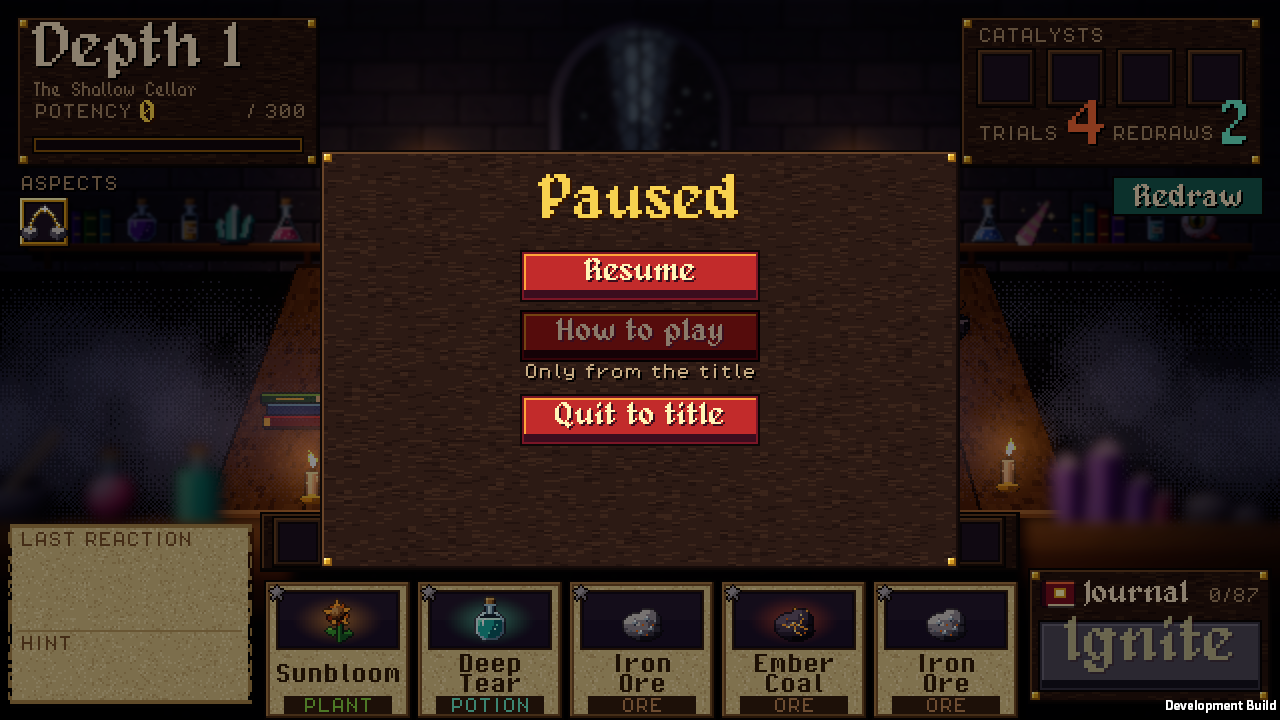 Depth 1
The Shallow Cellar
POTENCY 0 / 300
ASPECTS
CATALYSTS
TRIALS 4 REDRAWS 2
Redraw
Paused
Resume
How to play
Only from the title
Quit to title
LAST REACTION
HINT
Sunbloom
PLANT
Deep
Tear
POTION
Iron
Ore
ORE
Ember
Coal
ORE
Iron
Ore
ORE
Journal 0/87
Ignite
Development Build